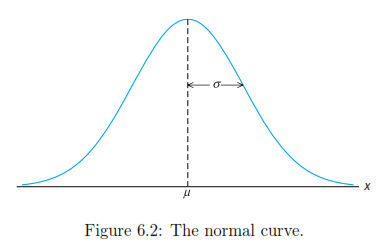 σ
μ
x
Figure 6.2: The normal curve.